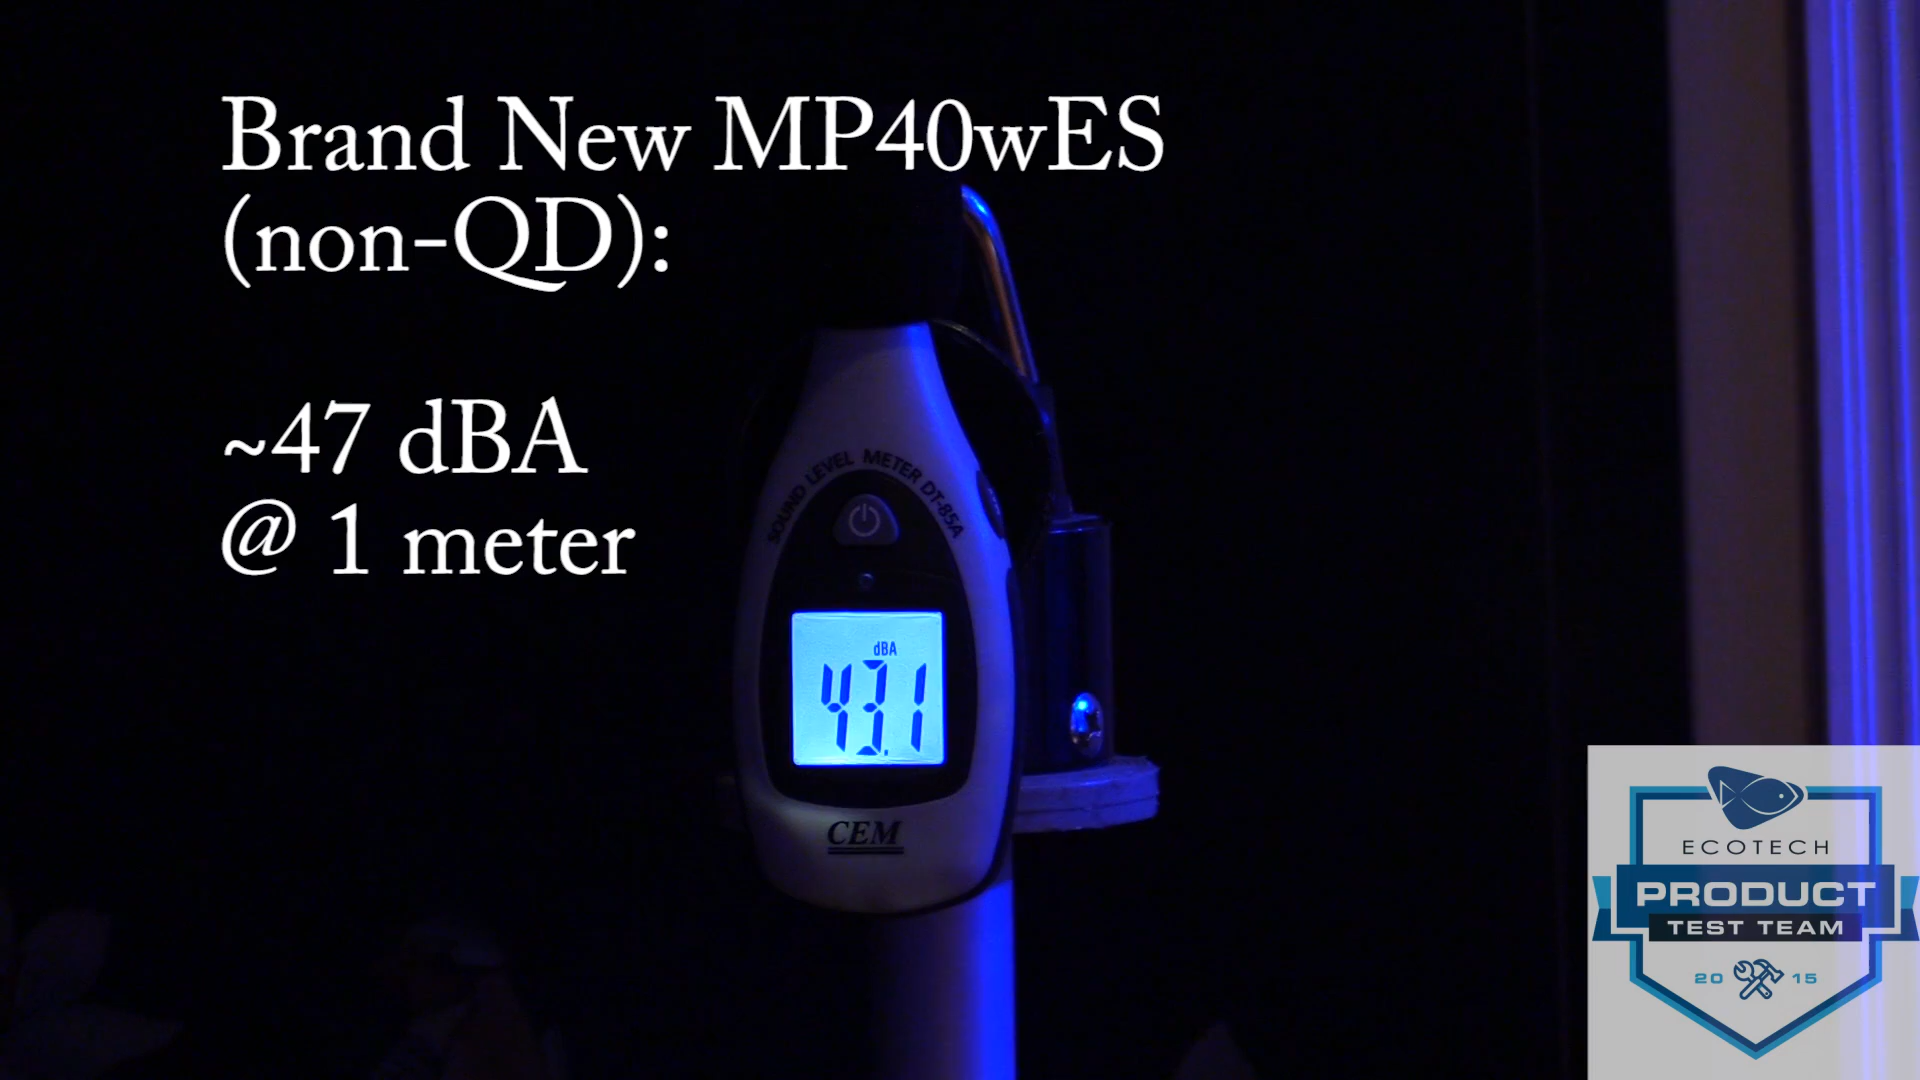 Brand New MP40wES
(non-QD):
~47 dBA
@ 1 meter
SOUND LEVEL METER DT-85A
dBA
43.1
CEM
ECOTECH
PRODUCT
TEST TEAM
20 15